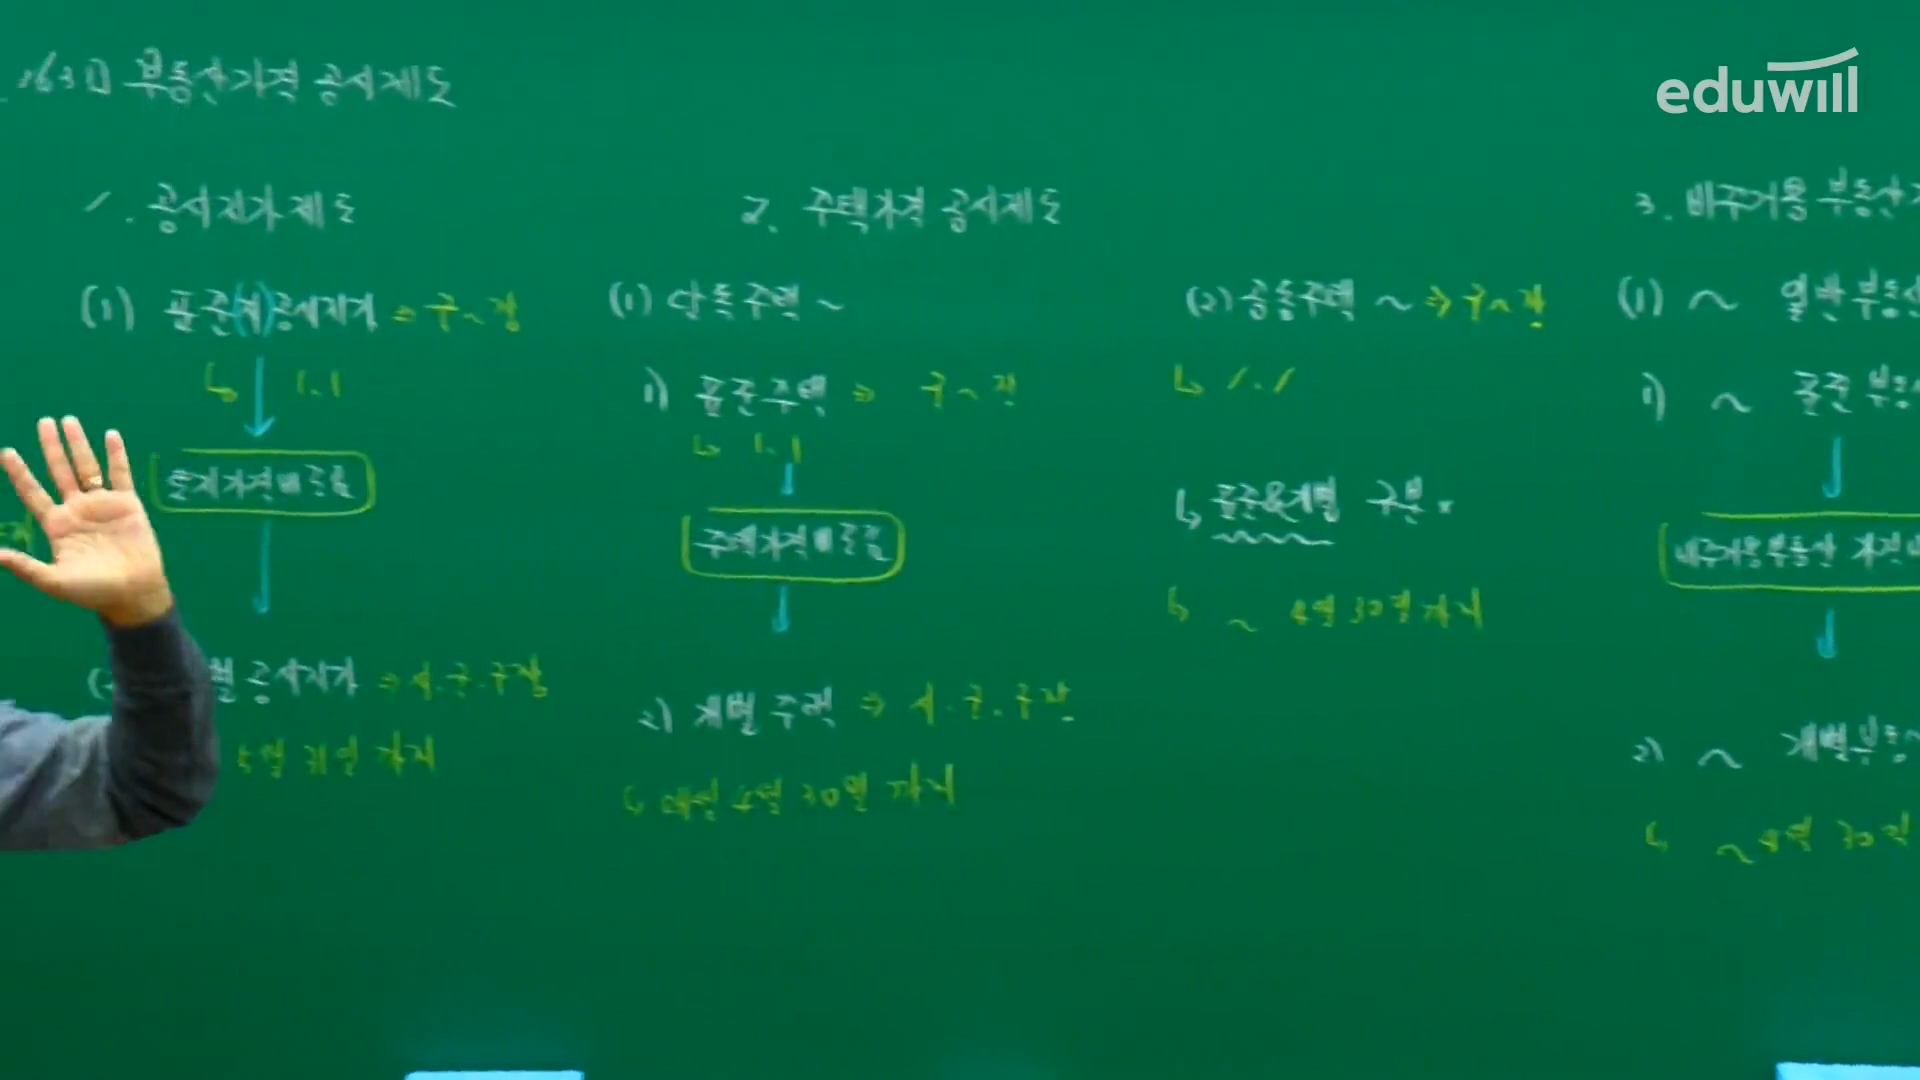 eduwill
부동산가격 공시제도
1. 공시지가제도
(1) 표준(지)공시지가 ⇒ 국~장
↳ 1.1
토지가격비준표
별공시지가 ⇒ 시.군.구청
5월 31일 까지
2. 주택가격 공시제도
(1) 단독주택 ~
1) 표준주택 ⇒ 국~장
↳ 1.1
주택가격비준표
2) 개별주택 ⇒ 시.군.구장
↳ 매년 4월 30일 까지
(2) 공동주택 ~ ⇒ 국~장
↳ 1.1
↳ 표준&개별 구분 x
↳ ~ 4월 30일 까지
3. 비주거용 부동산
(1) ~ 일반부동산
1) ~ 표준부동
비주거용부동산 가격비
2) ~ 개별부동
↳ ~ 4월 30일